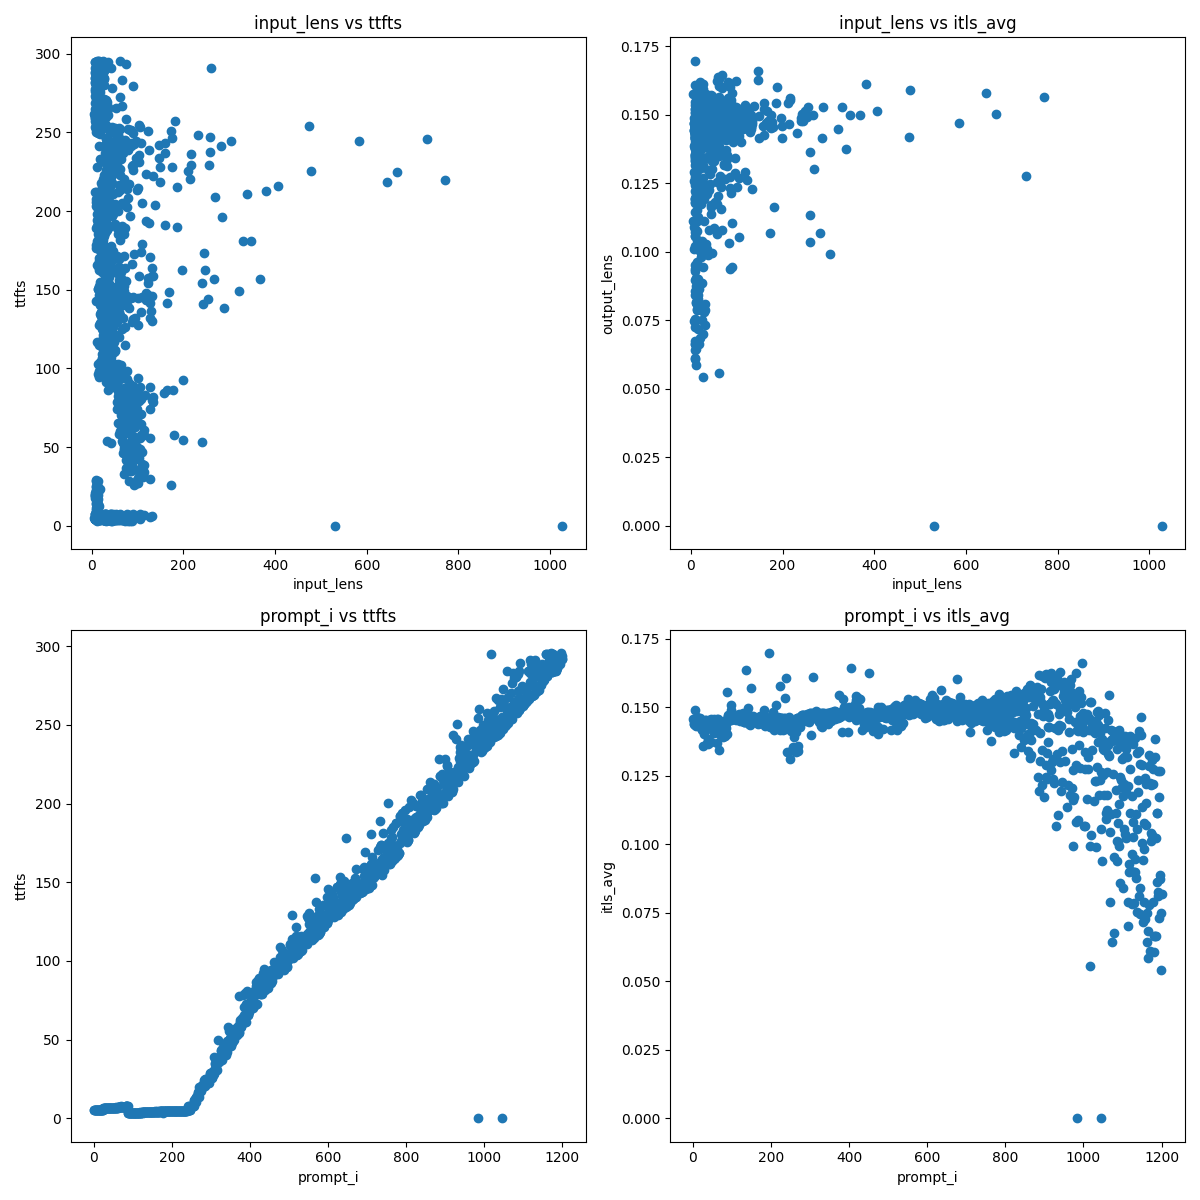 input_lens vs ttfts
300
250
200
150
100
50
0
ttfts
0 200 400 600 800 1000
input_lens
input_lens vs itls_avg
0.175
0.150
0.125
0.100
0.075
0.050
0.025
0.000
output_lens
0 200 400 600 800 1000
input_lens
prompt_i vs ttfts
300
250
200
150
100
50
0
ttfts
0 200 400 600 800 1000 1200
prompt_i
prompt_i vs itls_avg
0.175
0.150
0.125
0.100
0.075
0.050
0.025
0.000
itls_avg
0 200 400 600 800 1000 1200
prompt_i